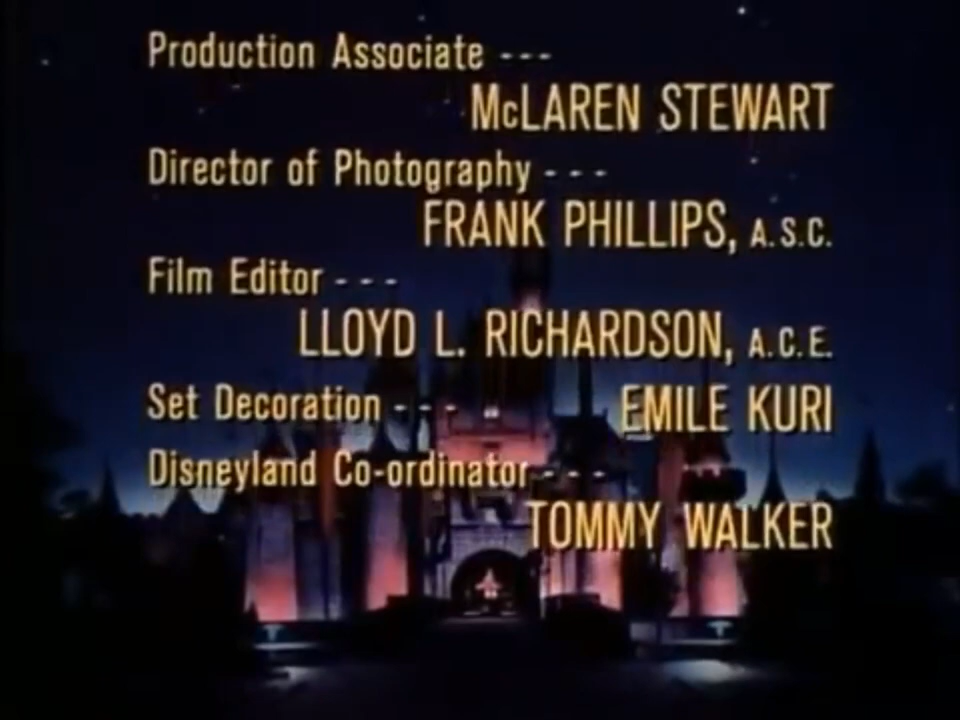 Production Associate ---
McLAREN STEWART
Director of Photography ---
FRANK PHILLIPS, A.S.C.
Film Editor ---
LLOYD L. RICHARDSON, A.C.E.
Set Decoration --- EMILE KURI
Disneyland Co-ordinator ---
TOMMY WALKER